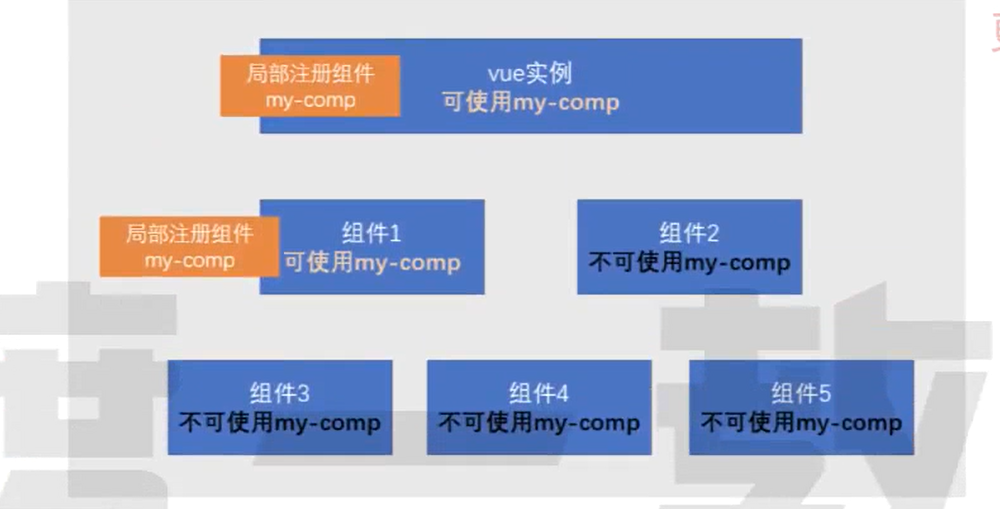 局部注册组件
my-comp
vue实例
可使用my-comp
局部注册组件
my-comp
组件1
可使用my-comp
组件2
不可使用my-comp
组件3
不可使用my-comp
组件4
不可使用my-comp
组件5
不可使用my-comp